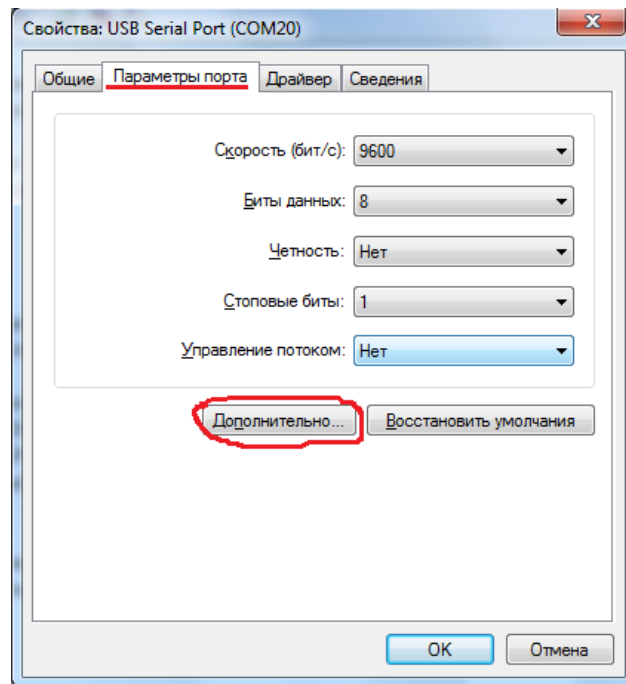 Свойства: USB Serial Port (COM20)
Общие Параметры порта Драйвер Сведения
Скорость (бит/с): 9600
Биты данных: 8
Четность: Нет
Стоповые биты: 1
Управление потоком: Нет
Дополнительно... Восстановить умолчания
OK Отмена